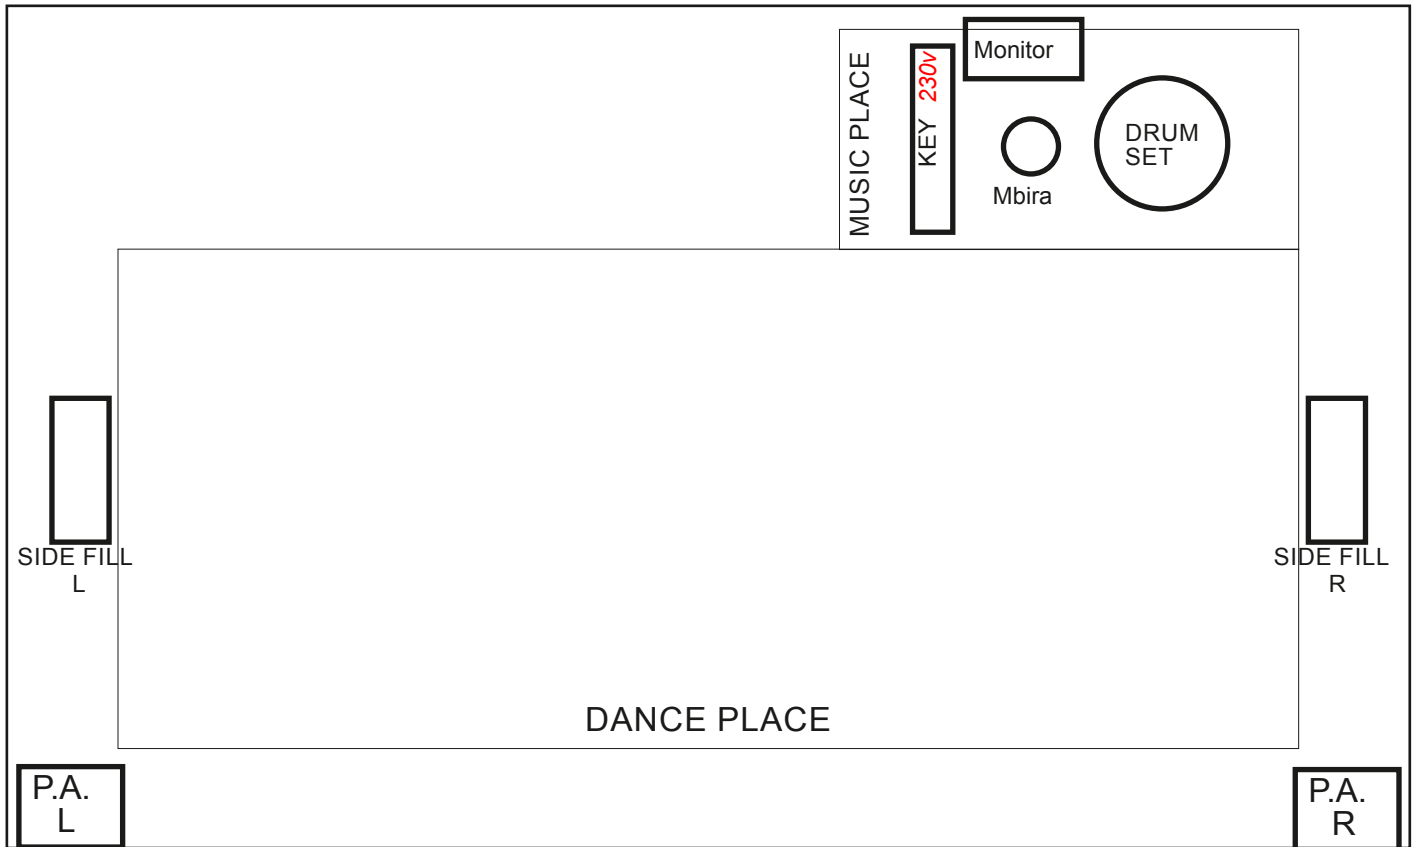 Monitor
MUSIC PLACE
KEY 230v
DRUM
SET
Mbira
SIDE FILL
L
SIDE FILL
R
DANCE PLACE
P.A.
L
P.A.
R